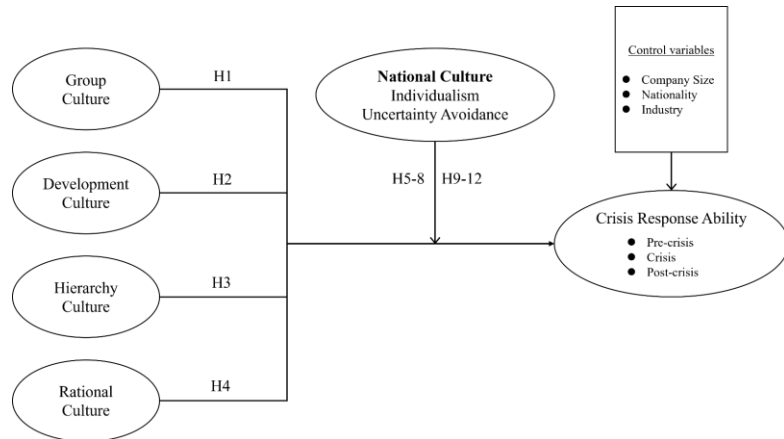 Group
Culture
H1
Development
Culture
H2
Hierarchy
Culture
H3
Rational
Culture
H4
National Culture
Individualism
Uncertainty Avoidance
H5-8
H9-12
Control variables
● Company Size
● Nationality
● Industry
Crisis Response Ability
● Pre-crisis
● Crisis
● Post-crisis